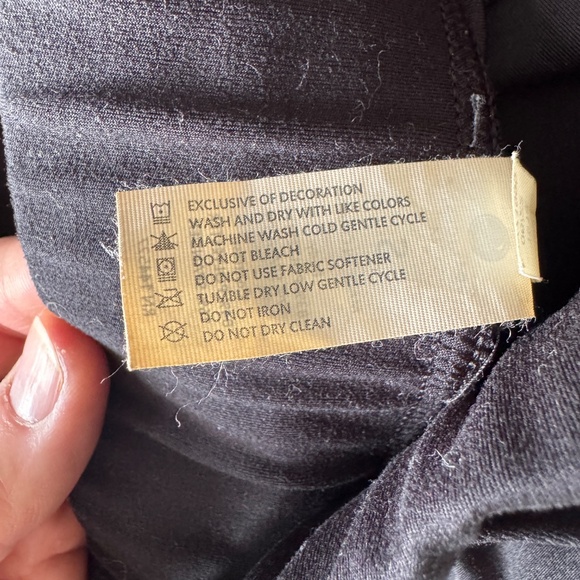 EXCLUSIVE OF DECORATION
WASH AND DRY WITH LIKE COLORS
MACHINE WASH COLD GENTLE CYCLE
DO NOT BLEACH
DO NOT USE FABRIC SOFTENER
TUMBLE DRY LOW GENTLE CYCLE
DO NOT IRON
DO NOT DRY CLEAN